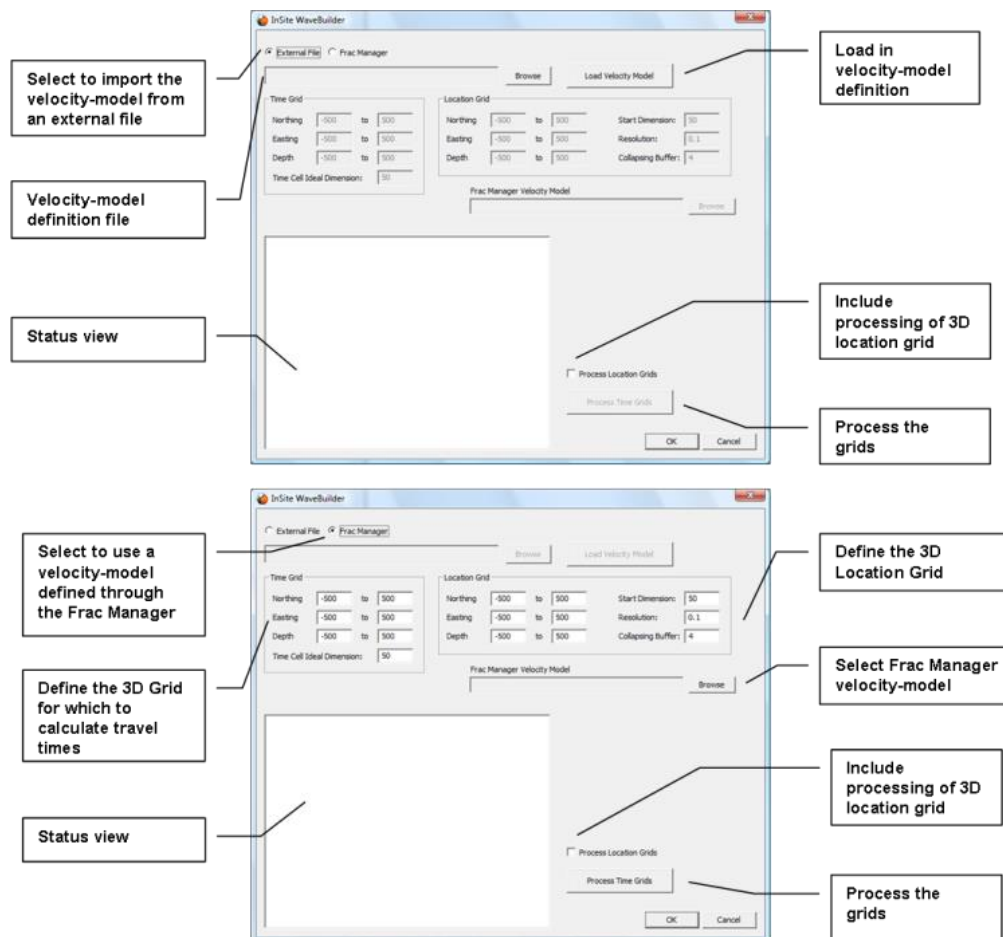 InSite WaveBuilder
External File Frac Manager
Browse Load Velocity Model
Time Grid
Northing -500 to 500
Easting -500 to 500
Depth -500 to 500
Time Cell Ideal Dimension: 50
Location Grid
Northing -500 to 500 Start Dimension: 50
Easting -500 to 500 Resolution: 0.1
Depth -500 to 500 Collapsing Buffer: 4
Frac Manager Velocity Model
Browse
Process Location Grids
Process Time Grids
OK Cancel
Select to import the
velocity-model from
an external file
Velocity-model
definition file
Status view
Load in
velocity-model
definition
Include
processing of 3D
location grid
Process the
grids
InSite WaveBuilder
External File Frac Manager
Browse Load Velocity Model
Time Grid
Northing -500 to 500
Easting -500 to 500
Depth -500 to 500
Time Cell Ideal Dimension: 50
Location Grid
Northing -500 to 500 Start Dimension: 50
Easting -500 to 500 Resolution: 0.1
Depth -500 to 500 Collapsing Buffer: 4
Frac Manager Velocity Model
Browse
Process Location Grids
Process Time Grids
OK Cancel
Select to use a
velocity-model
defined through
the Frac Manager
Define the 3D Grid
for which to
calculate travel
times
Status view
Define the 3D
Location Grid
Select Frac Manager
velocity-model
Include
processing of 3D
location grid
Process the
grids